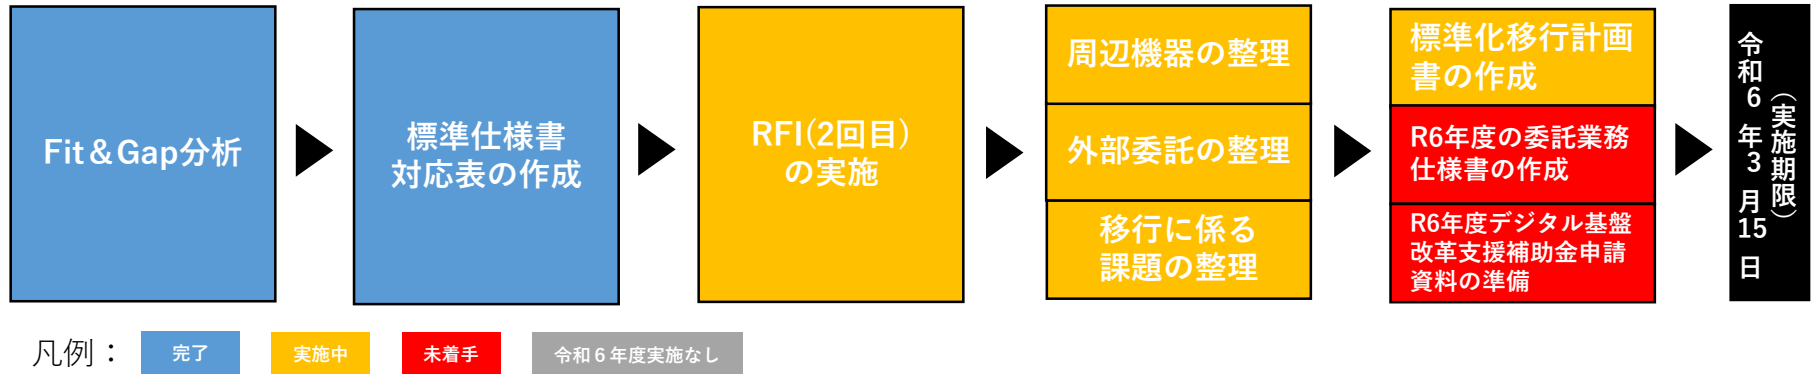 Fit＆Gap分析
標準仕様書
対応表の作成
RFI(2回目)
の実施
周辺機器の整理
外部委託の整理
移行に係る
課題の整理
標準化移行計画
書の作成
R6年度の委託業務
仕様書の作成
R6年度デジタル基盤
改革支援補助金申請
資料の準備
（実施期限）
令和6年3月15日
凡例：
完了
実施中
未着手
令和６年度実施なし